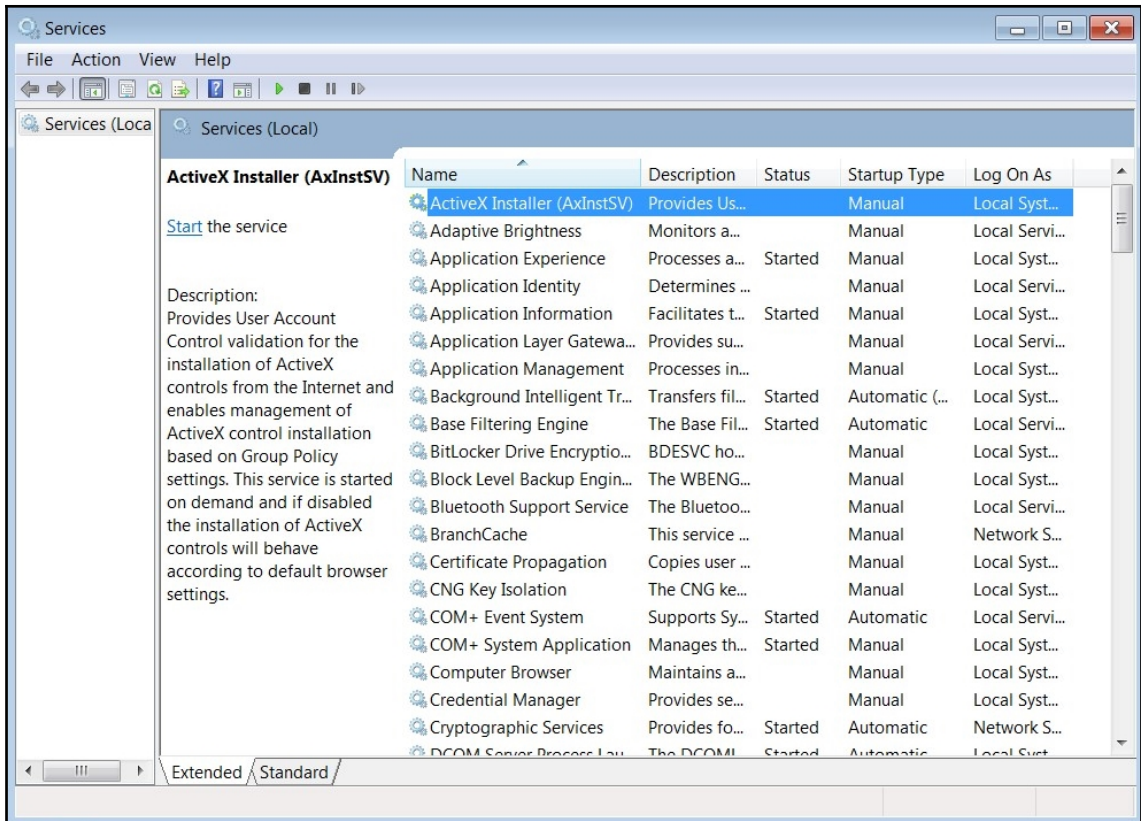 Services
File Action View Help
Services (Loca
Services (Local)
ActiveX Installer (AxInstSV)
Start the service
Description:
Provides User Account
Control validation for the
installation of ActiveX
controls from the Internet and
enables management of
ActiveX control installation
based on Group Policy
settings. This service is started
on demand and if disabled
the installation of ActiveX
controls will behave
according to default browser
settings.
Name Description Status Startup Type Log On As
ActiveX Installer (AxInstSV) Provides Us... Manual Local Syst...
Adaptive Brightness Monitors a... Manual Local Servi...
Application Experience Processes a... Started Manual Local Syst...
Application Identity Determines ... Manual Local Servi...
Application Information Facilitates t... Started Manual Local Syst...
Application Layer Gatewa... Provides su... Manual Local Servi...
Application Management Processes in... Manual Local Syst...
Background Intelligent Tr... Transfers fil... Started Automatic (... Local Syst...
Base Filtering Engine The Base Fil... Started Automatic Local Servi...
BitLocker Drive Encryptio... BDESVC ho... Manual Local Syst...
Block Level Backup Engin... The WBENG... Manual Local Syst...
Bluetooth Support Service The Bluetoo... Manual Local Servi...
BranchCache This service ... Manual Network S...
Certificate Propagation Copies user ... Manual Local Syst...
CNG Key Isolation The CNG ke... Manual Local Syst...
COM+ Event System Supports Sy... Started Automatic Local Servi...
COM+ System Application Manages th... Started Manual Local Syst...
Computer Browser Maintains a... Manual Local Syst...
Credential Manager Provides se... Manual Local Syst...
Cryptographic Services Provides fo... Started Automatic Network S...
DCOM Server Process Lau... The DCOML... Started Automatic Local Syst...
Extended Standard